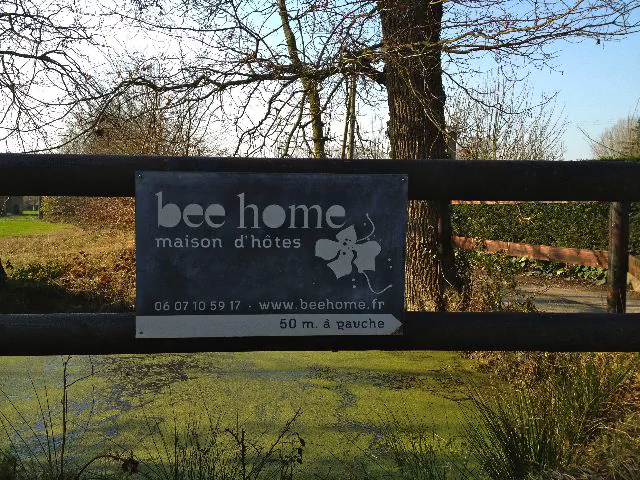 bee home
maison d'hôtes
06 07 10 59 17 · www.beehome.fr
50 m. à gauche